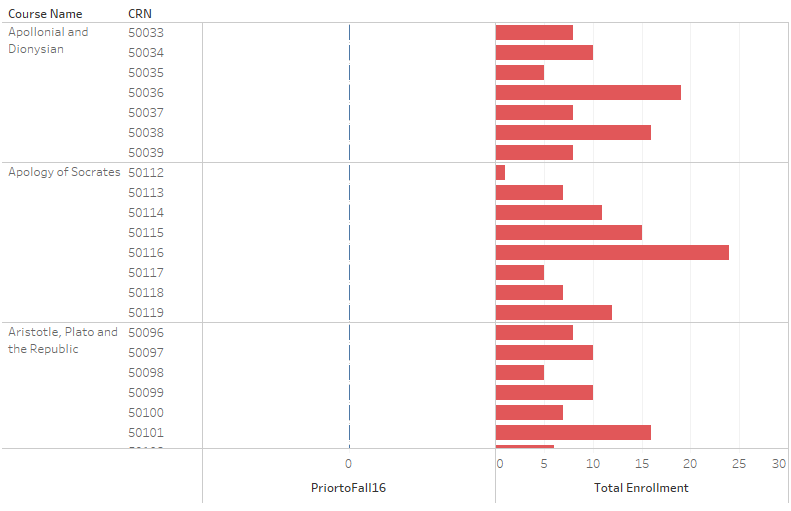 Course Name CRN
Apollonial and 50033
Dionysian 50034
50035
50036
50037
50038
50039
Apology of Socrates 50112
50113
50114
50115
50116
50117
50118
50119
Aristotle, Plato and 50096
the Republic 50097
50098
50099
50100
50101
0 0 5 10 15 20 25 30
PriortoFall16 Total Enrollment